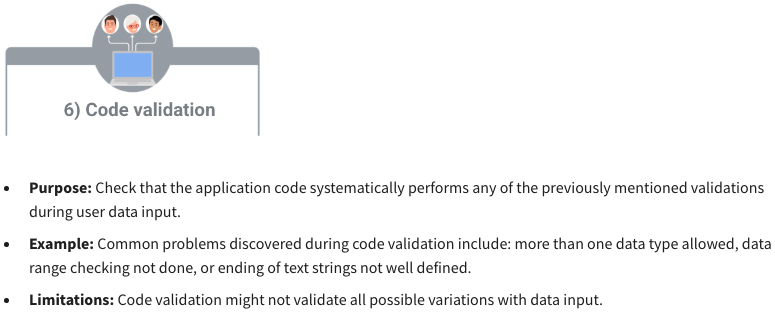 6) Code validation
• Purpose: Check that the application code systematically performs any of the previously mentioned validations
during user data input.
• Example: Common problems discovered during code validation include: more than one data type allowed, data
range checking not done, or ending of text strings not well defined.
• Limitations: Code validation might not validate all possible variations with data input.